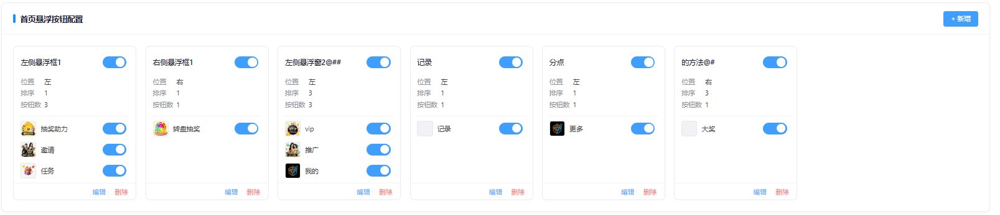 首页悬浮按钮配置
+ 新增
左侧悬浮框1
位置 左
排序 1
按钮数 3
抽奖助力
邀请
任务
编辑 删除
右侧悬浮框1
位置 右
排序 1
按钮数 1
转盘抽奖
编辑 删除
左侧悬浮窗2@##
位置 左
排序 3
按钮数 3
vip
推广
我的
编辑 删除
记录
位置 左
排序 1
按钮数 1
记录
编辑 删除
分点
位置 左
排序 1
按钮数 1
更多
编辑 删除
的方法@#
位置 右
排序 3
按钮数 1
大奖
编辑 删除